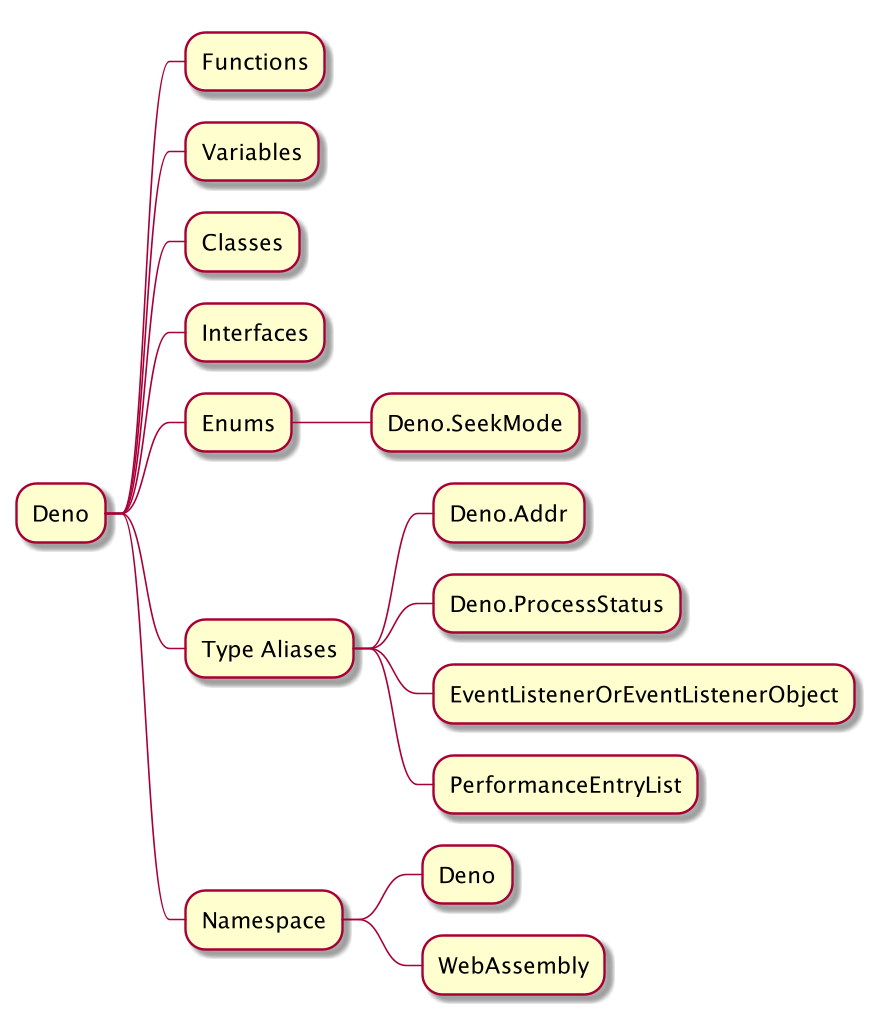 Functions
Variables
Classes
Interfaces
Enums
Deno.SeekMode
Deno
Deno.Addr
Deno.ProcessStatus
Type Aliases
EventListenerOrEventListenerObject
PerformanceEntryList
Deno
Namespace
WebAssembly